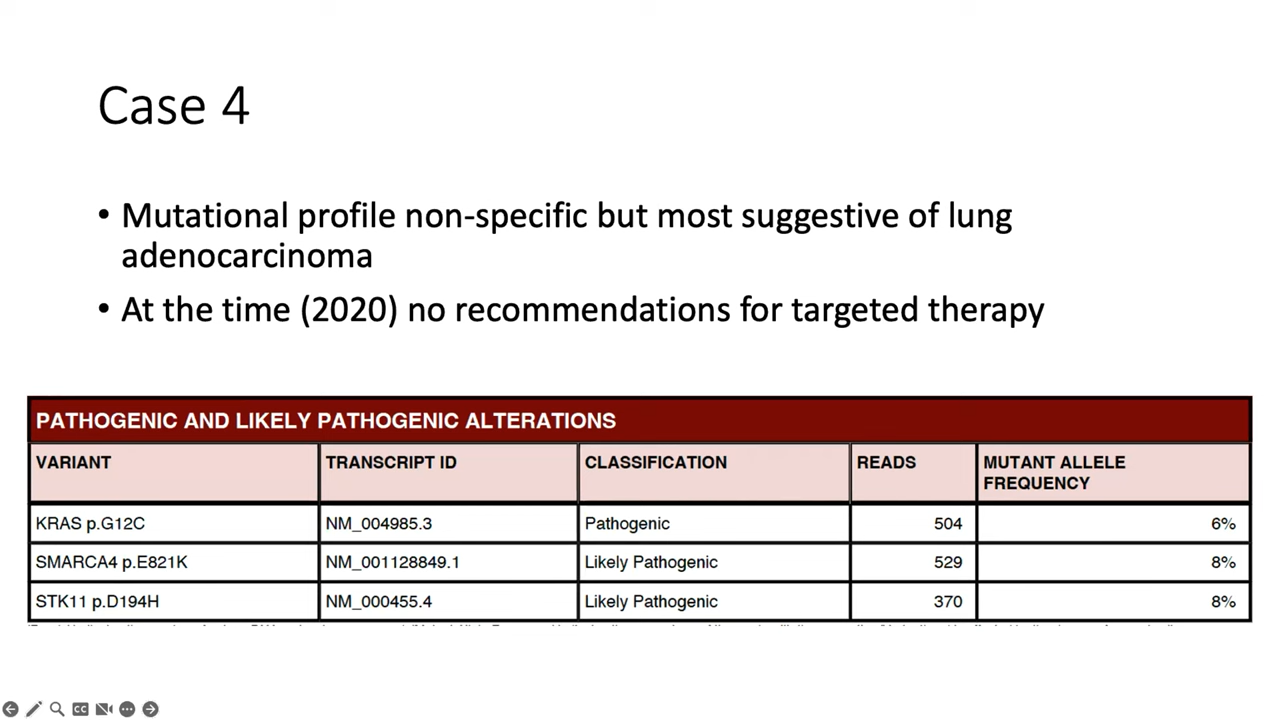 Case 4
• Mutational profile non-specific but most suggestive of lung
adenocarcinoma
• At the time (2020) no recommendations for targeted therapy
PATHOGENIC AND LIKELY PATHOGENIC ALTERATIONS
VARIANT TRANSCRIPT ID CLASSIFICATION READS MUTANT ALLELE
FREQUENCY
KRAS p.G12C NM_004985.3 Pathogenic 504 6%
SMARCA4 p.E821K NM_001128849.1 Likely Pathogenic 529 8%
STK11 p.D194H NM_000455.4 Likely Pathogenic 370 8%
CC